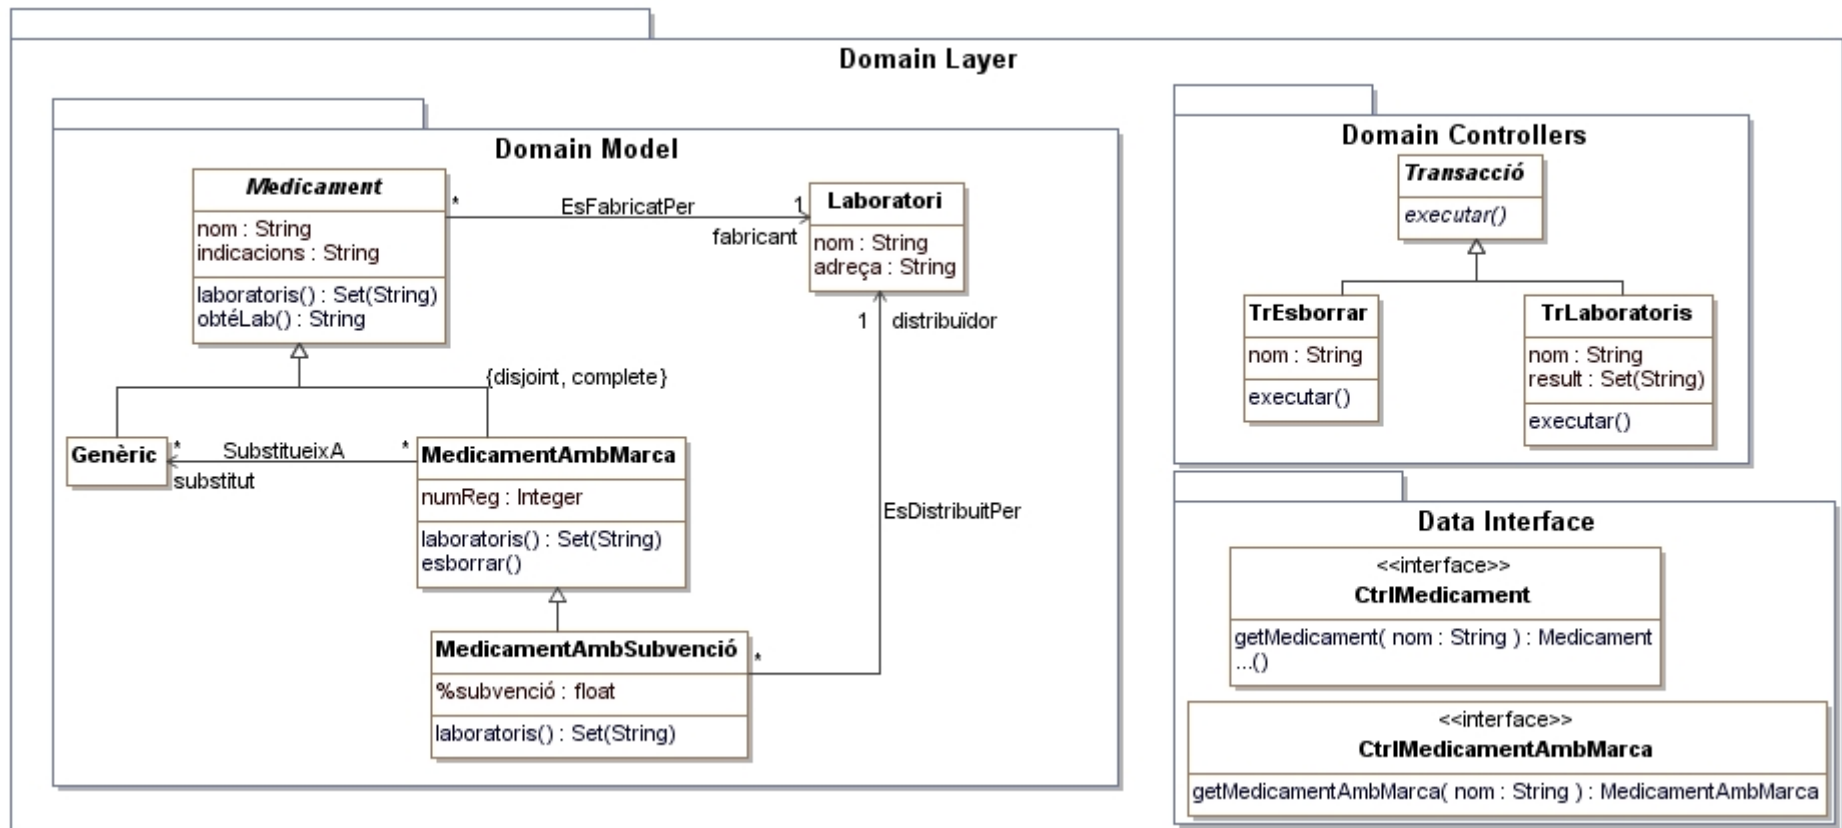 Domain Layer
Domain Model
Medicament
nom : String
indicacions : String
laboratoris() : Set(String)
obtéLab() : String
*
EsFabricatPer
1
fabricant
Laboratori
nom : String
adreça : String
1
distribuïdor
{disjoint, complete}
Genèric
*
SubstitueixA
*
substitut
MedicamentAmbMarca
numReg : Integer
laboratoris() : Set(String)
esborrar()
EsDistribuitPer
MedicamentAmbSubvenció
*
%subvenció : float
laboratoris() : Set(String)
Domain Controllers
Transacció
executar()
TrEsborrar
nom : String
executar()
TrLaboratoris
nom : String
result : Set(String)
executar()
Data Interface
<<interface>>
CtrlMedicament
getMedicament( nom : String ) : Medicament
...()
<<interface>>
CtrlMedicamentAmbMarca
getMedicamentAmbMarca( nom : String ) : MedicamentAmbMarca